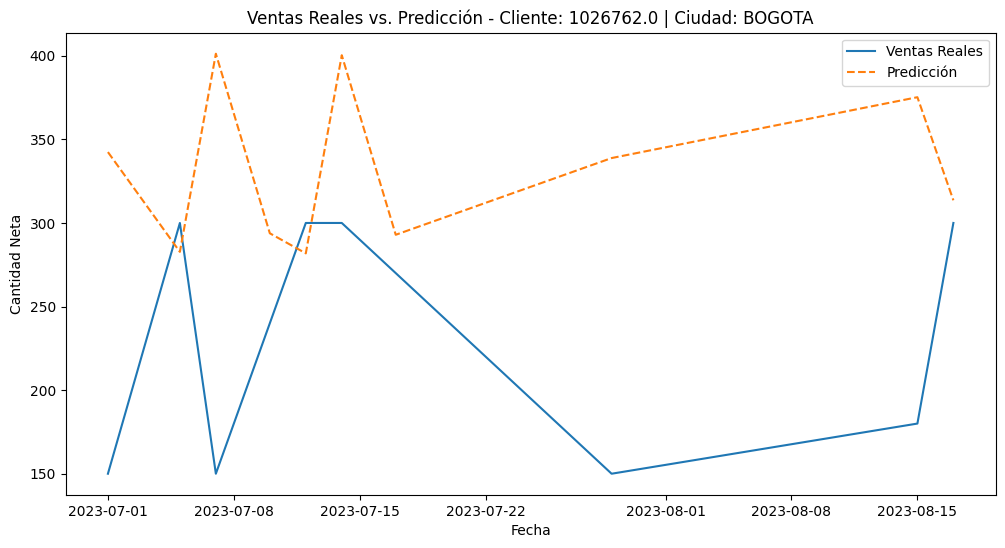 Ventas Reales vs. Predicción - Cliente: 1026762.0 | Ciudad: BOGOTA
Ventas Reales
Predicción
400
350
300
250
200
150
Cantidad Neta
2023-07-01 2023-07-08 2023-07-15 2023-07-22 2023-08-01 2023-08-08 2023-08-15
Fecha